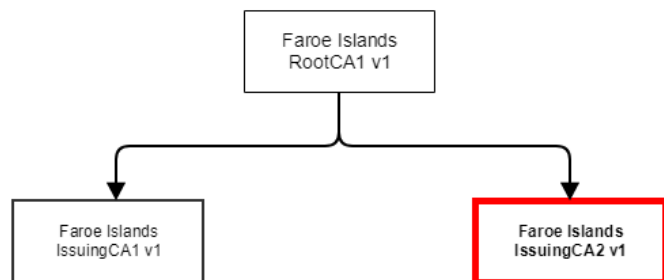 Faroe Islands
RootCA1 v1
Faroe Islands
IssuingCA1 v1
Faroe Islands
IssuingCA2 v1